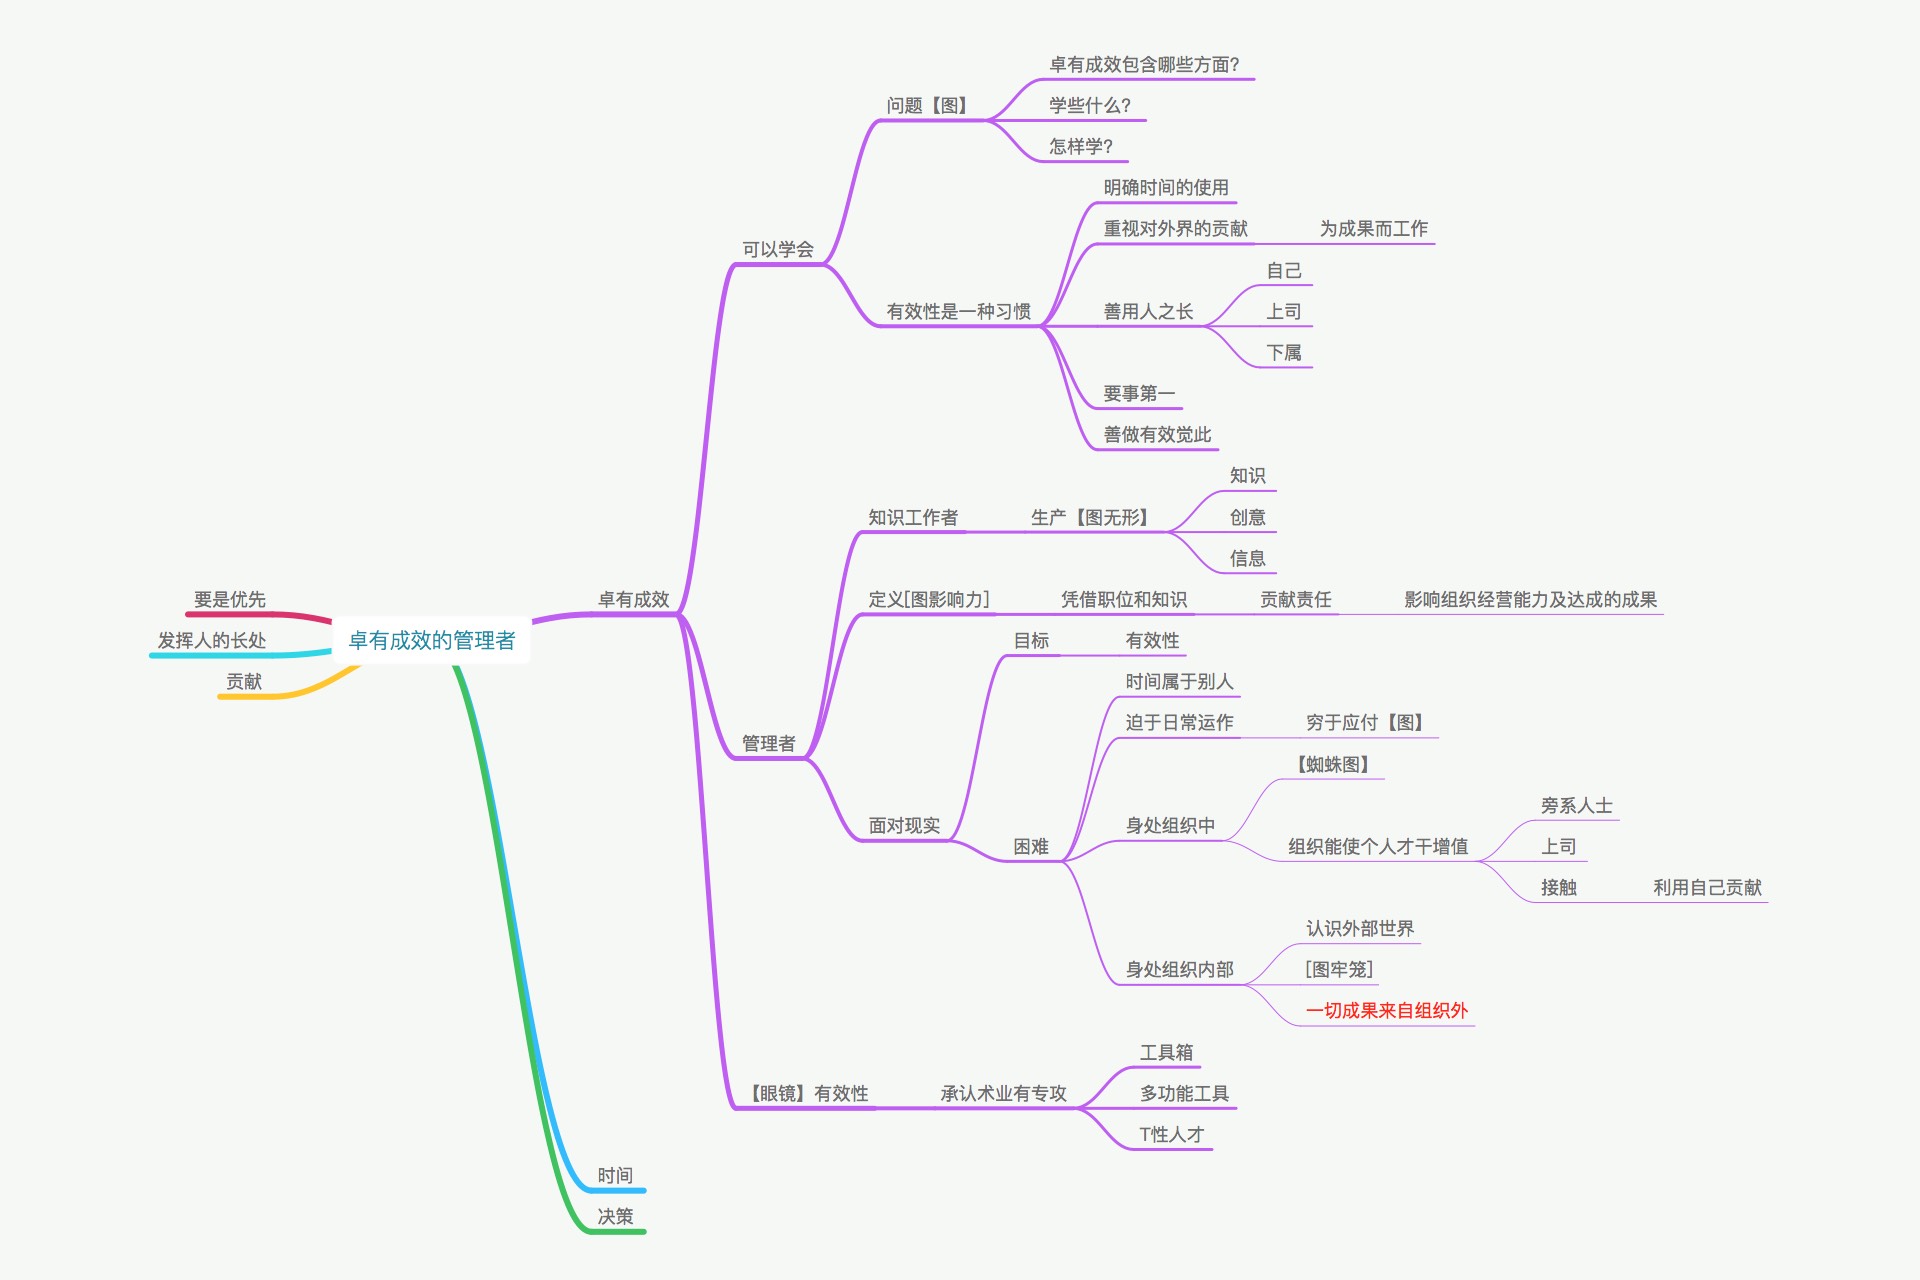 卓有成效的管理者
卓有成效
可以学会
问题【图】
卓有成效包含哪些方面?
学些什么?
怎样学?
有效性是一种习惯
明确时间的使用
重视对外界的贡献
为成果而工作
善用人之长
自己
上司
下属
要事第一
善做有效觉此
管理者
知识工作者
生产【图无形】
知识
创意
信息
定义[图影响力]
凭借职位和知识
贡献责任
影响组织经营能力及达成的成果
面对现实
目标
有效性
困难
时间属于别人
迫于日常运作
穷于应付【图】
身处组织中
【蜘蛛图】
组织能使个人才干增值
旁系人士
上司
接触
利用自己贡献
身处组织内部
认识外部世界
[图牢笼]
一切成果来自组织外
【眼镜】有效性
承认术业有专攻
工具箱
多功能工具
T性人才
时间
决策
要是优先
发挥人的长处
贡献